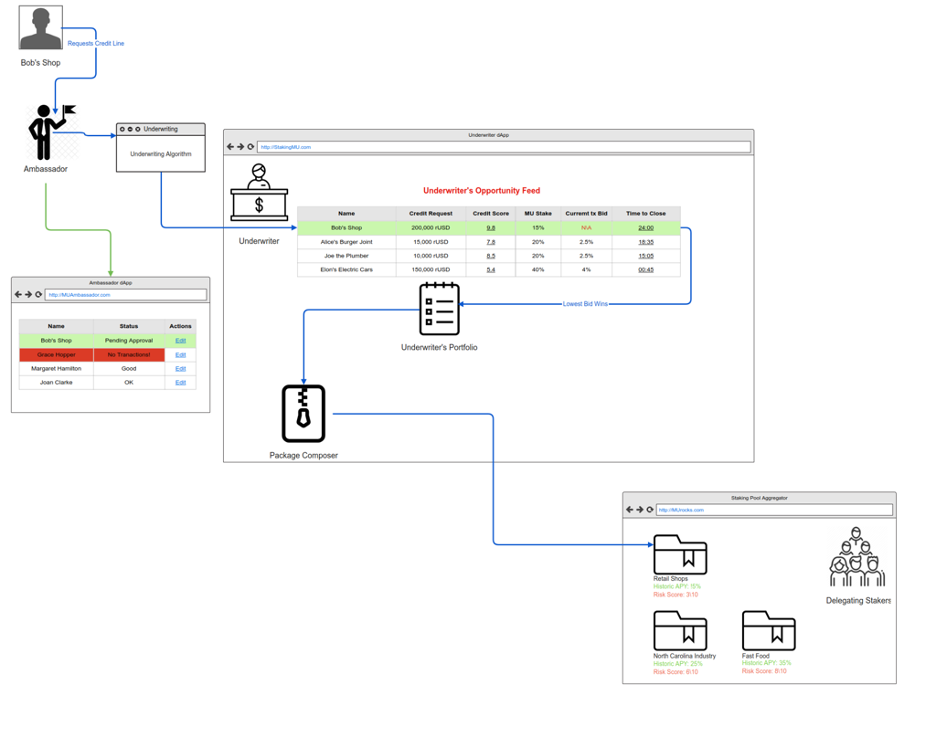 Requests Credit Line
Bob's Shop
Ambassador
Underwriting
Underwriting Algorithm
Underwriter dApp
http://StakingMU.com
Underwriter's Opportunity Feed
Underwriter
Name Credit Request Credit Score MU Stake Current tx Bid Time to Close
Bob's Shop 200,000 rUSD 9.8 15% N\A 24:00
Alice's Burger Joint 15,000 rUSD 7.8 20% 2.5% 18:35
Joe the Plumber 10,000 rUSD 8.5 20% 2.5% 15:05
Elon's Electric Cars 150,000 rUSD 5.4 40% 4% 00:45
Lowest Bid Wins
Underwriter's Portfolio
Package Composer
Ambassador dApp
http://MUAmbassador.com
Name Status Actions
Bob's Shop Pending Approval Edit
Grace Hopper No Transactional Edit
Margaret Hamilton Good Edit
Joan Clarke OK Edit
Staking Pool Aggregator
http://MUrocks.com
Retail Shops
Historic APY: 15%
Risk Score: 3\10
Delegating Stakers
North Carolina Industry
Historic APY: 25%
Risk Score: 6\10
Fast Food
Historic APY: 35%
Risk Score: 8\10